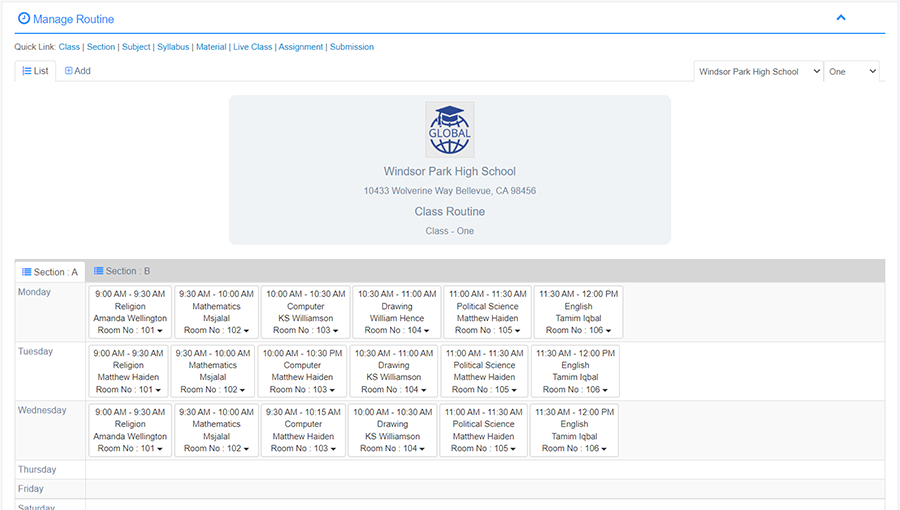 Manage Routine
Quick Link: Class | Section | Subject | Syllabus | Material | Live Class | Assignment | Submission
List Add Windsor Park High School One
GLOBAL
Windsor Park High School
10433 Wolverine Way Bellevue, CA 98456
Class Routine
Class - One
Section : A Section : B
Monday
9:00 AM - 9:30 AM
Religion
Amanda Wellington
Room No : 101
9:30 AM - 10:00 AM
Mathematics
Msjalal
Room No : 102
10:00 AM - 10:30 AM
Computer
KS Williamson
Room No : 103
10:30 AM - 11:00 AM
Drawing
William Hence
Room No : 104
11:00 AM - 11:30 AM
Political Science
Matthew Haiden
Room No : 105
11:30 AM - 12:00 PM
English
Tamim Iqbal
Room No : 106
Tuesday
9:00 AM - 9:30 AM
Religion
Matthew Haiden
Room No : 101
9:30 AM - 10:00 AM
Mathematics
Msjalal
Room No : 102
10:00 AM - 10:30 PM
Computer
Matthew Haiden
Room No : 103
10:30 AM - 11:00 AM
Drawing
KS Williamson
Room No : 104
11:00 AM - 11:30 AM
Political Science
Matthew Haiden
Room No : 105
11:30 AM - 12:00 PM
English
Tamim Iqbal
Room No : 106
Wednesday
9:00 AM - 9:30 AM
Religion
Amanda Wellington
Room No : 101
9:30 AM - 10:00 AM
Mathematics
Msjalal
Room No : 102
9:30 AM - 10:15 AM
Computer
Matthew Haiden
Room No : 103
10:00 AM - 10:30 AM
Drawing
KS Williamson
Room No : 104
11:00 AM - 11:30 AM
Political Science
Matthew Haiden
Room No : 105
11:30 AM - 12:00 PM
English
Tamim Iqbal
Room No : 106
Thursday
Friday
Saturday